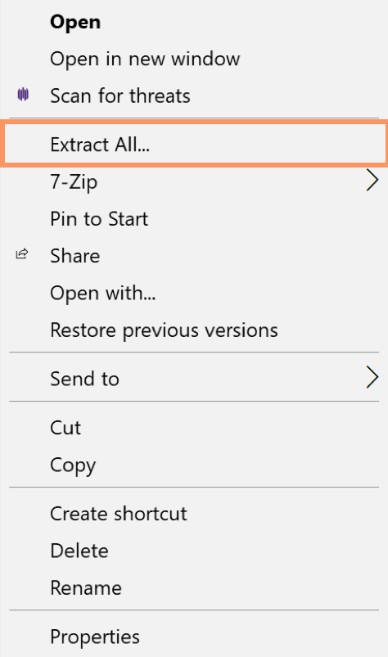 Open
Open in new window
Scan for threats
Extract All...
7-Zip
Pin to Start
Share
Open with...
Restore previous versions
Send to
Cut
Copy
Create shortcut
Delete
Rename
Properties